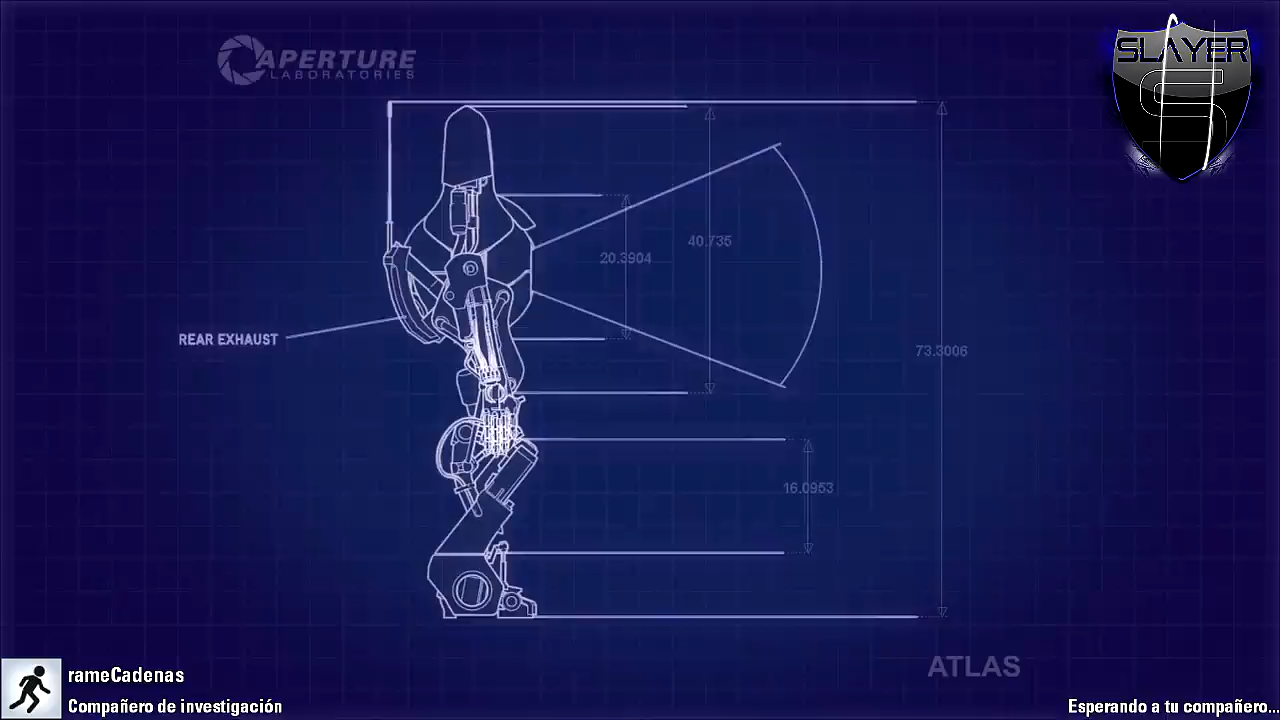 APERTURE
LABORATORIES
SLAYER
S
40.735
20.3904
REAR EXHAUST
73.3006
16.0953
ATLAS
rameCadenas
Compañero de investigación
Esperando a tu compañero...